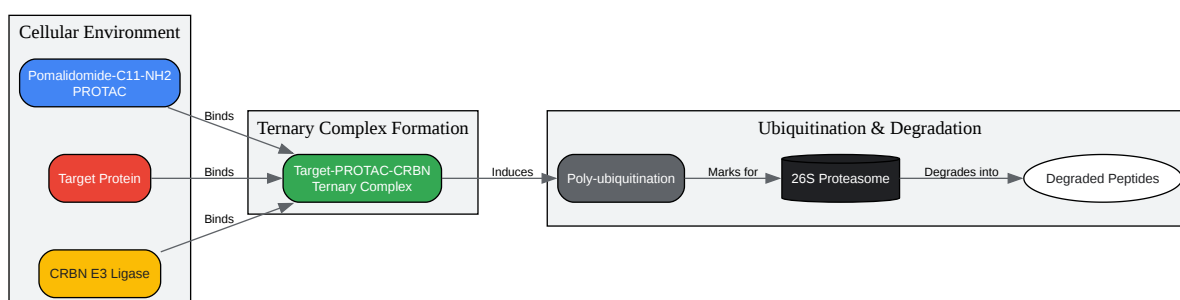 Cellular Environment
Pomalidomide-C11-NH2
PROTAC
Target Protein
CRBN E3 Ligase
Binds
Binds
Binds
Ternary Complex Formation
Target-PROTAC-CRBN
Ternary Complex
Induces
Ubiquitination & Degradation
Poly-ubiquitination
Marks for
26S Proteasome
Degrades into
Degraded Peptides